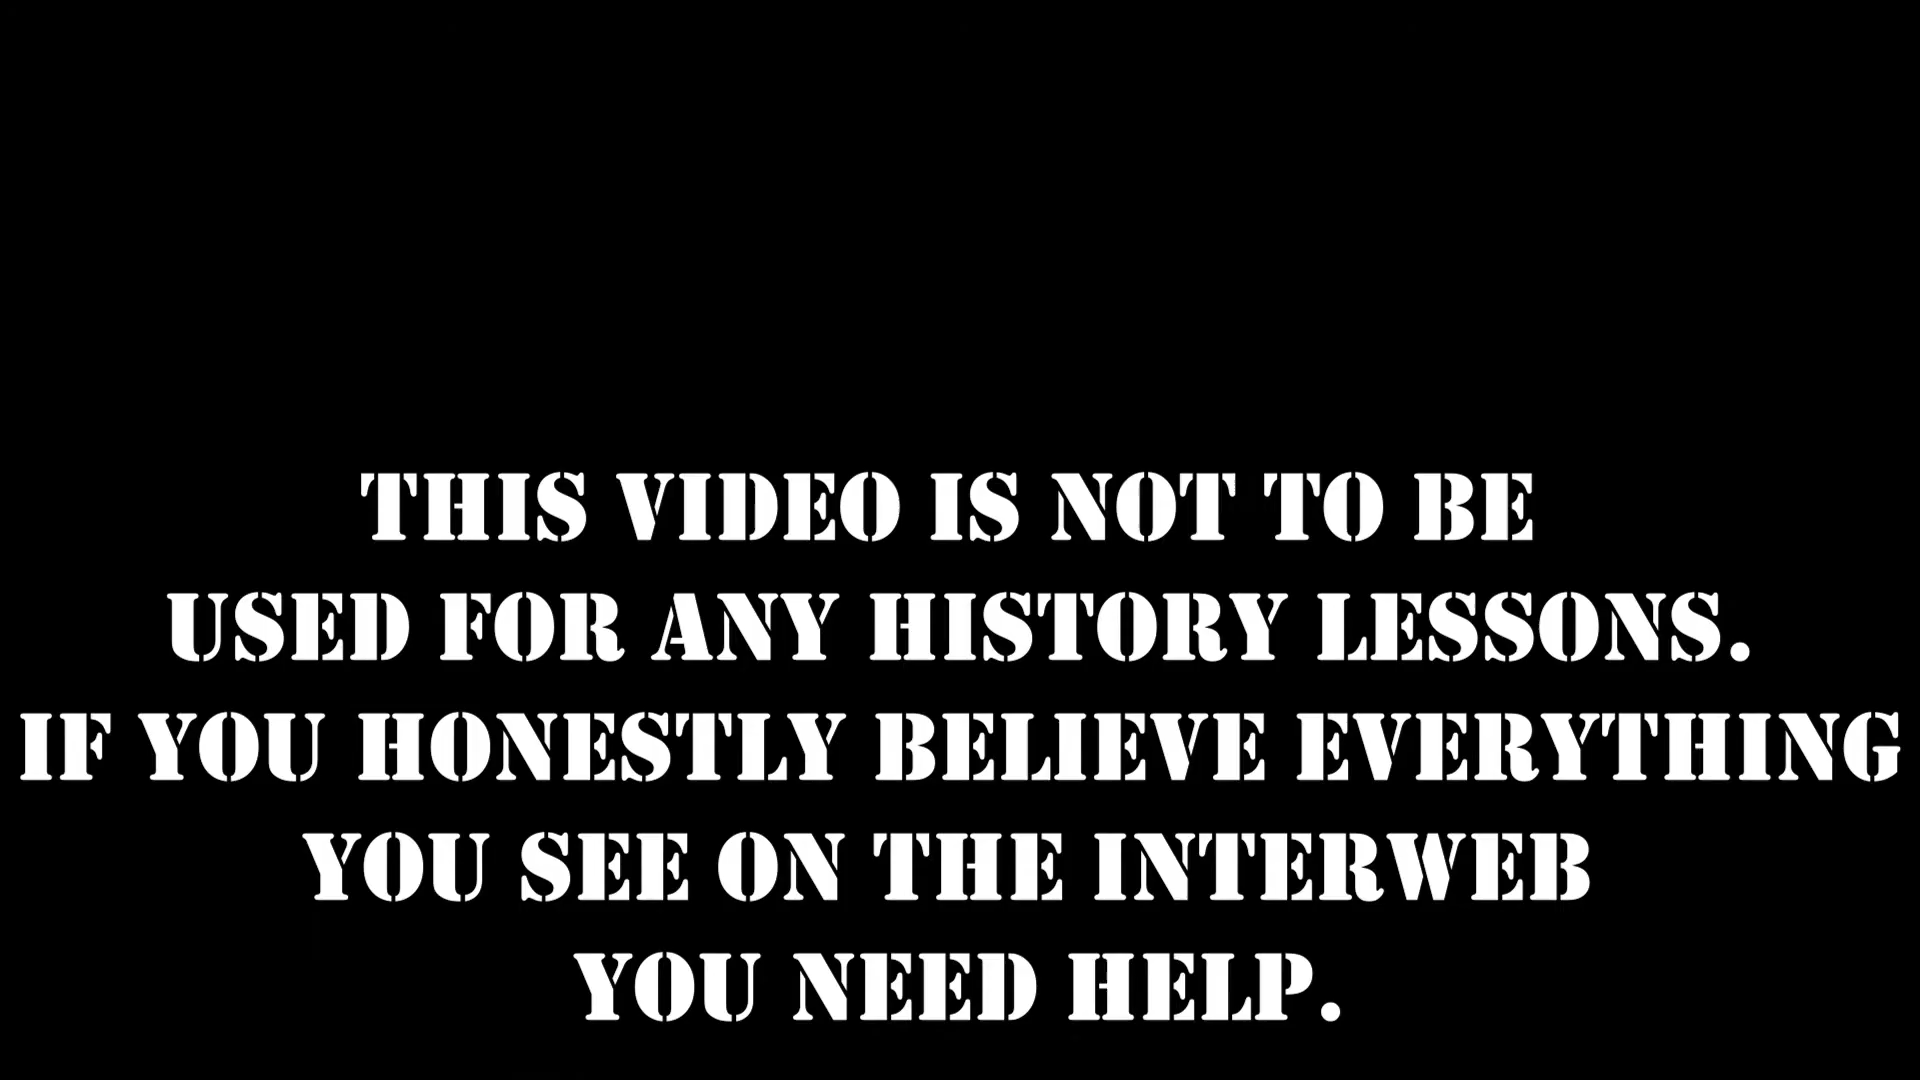 THIS VIDEO IS NOT TO BE
USED FOR ANY HISTORY LESSONS.
IF YOU HONESTLY BELIEVE EVERYTHING
YOU SEE ON THE INTERWEB
YOU NEED HELP.